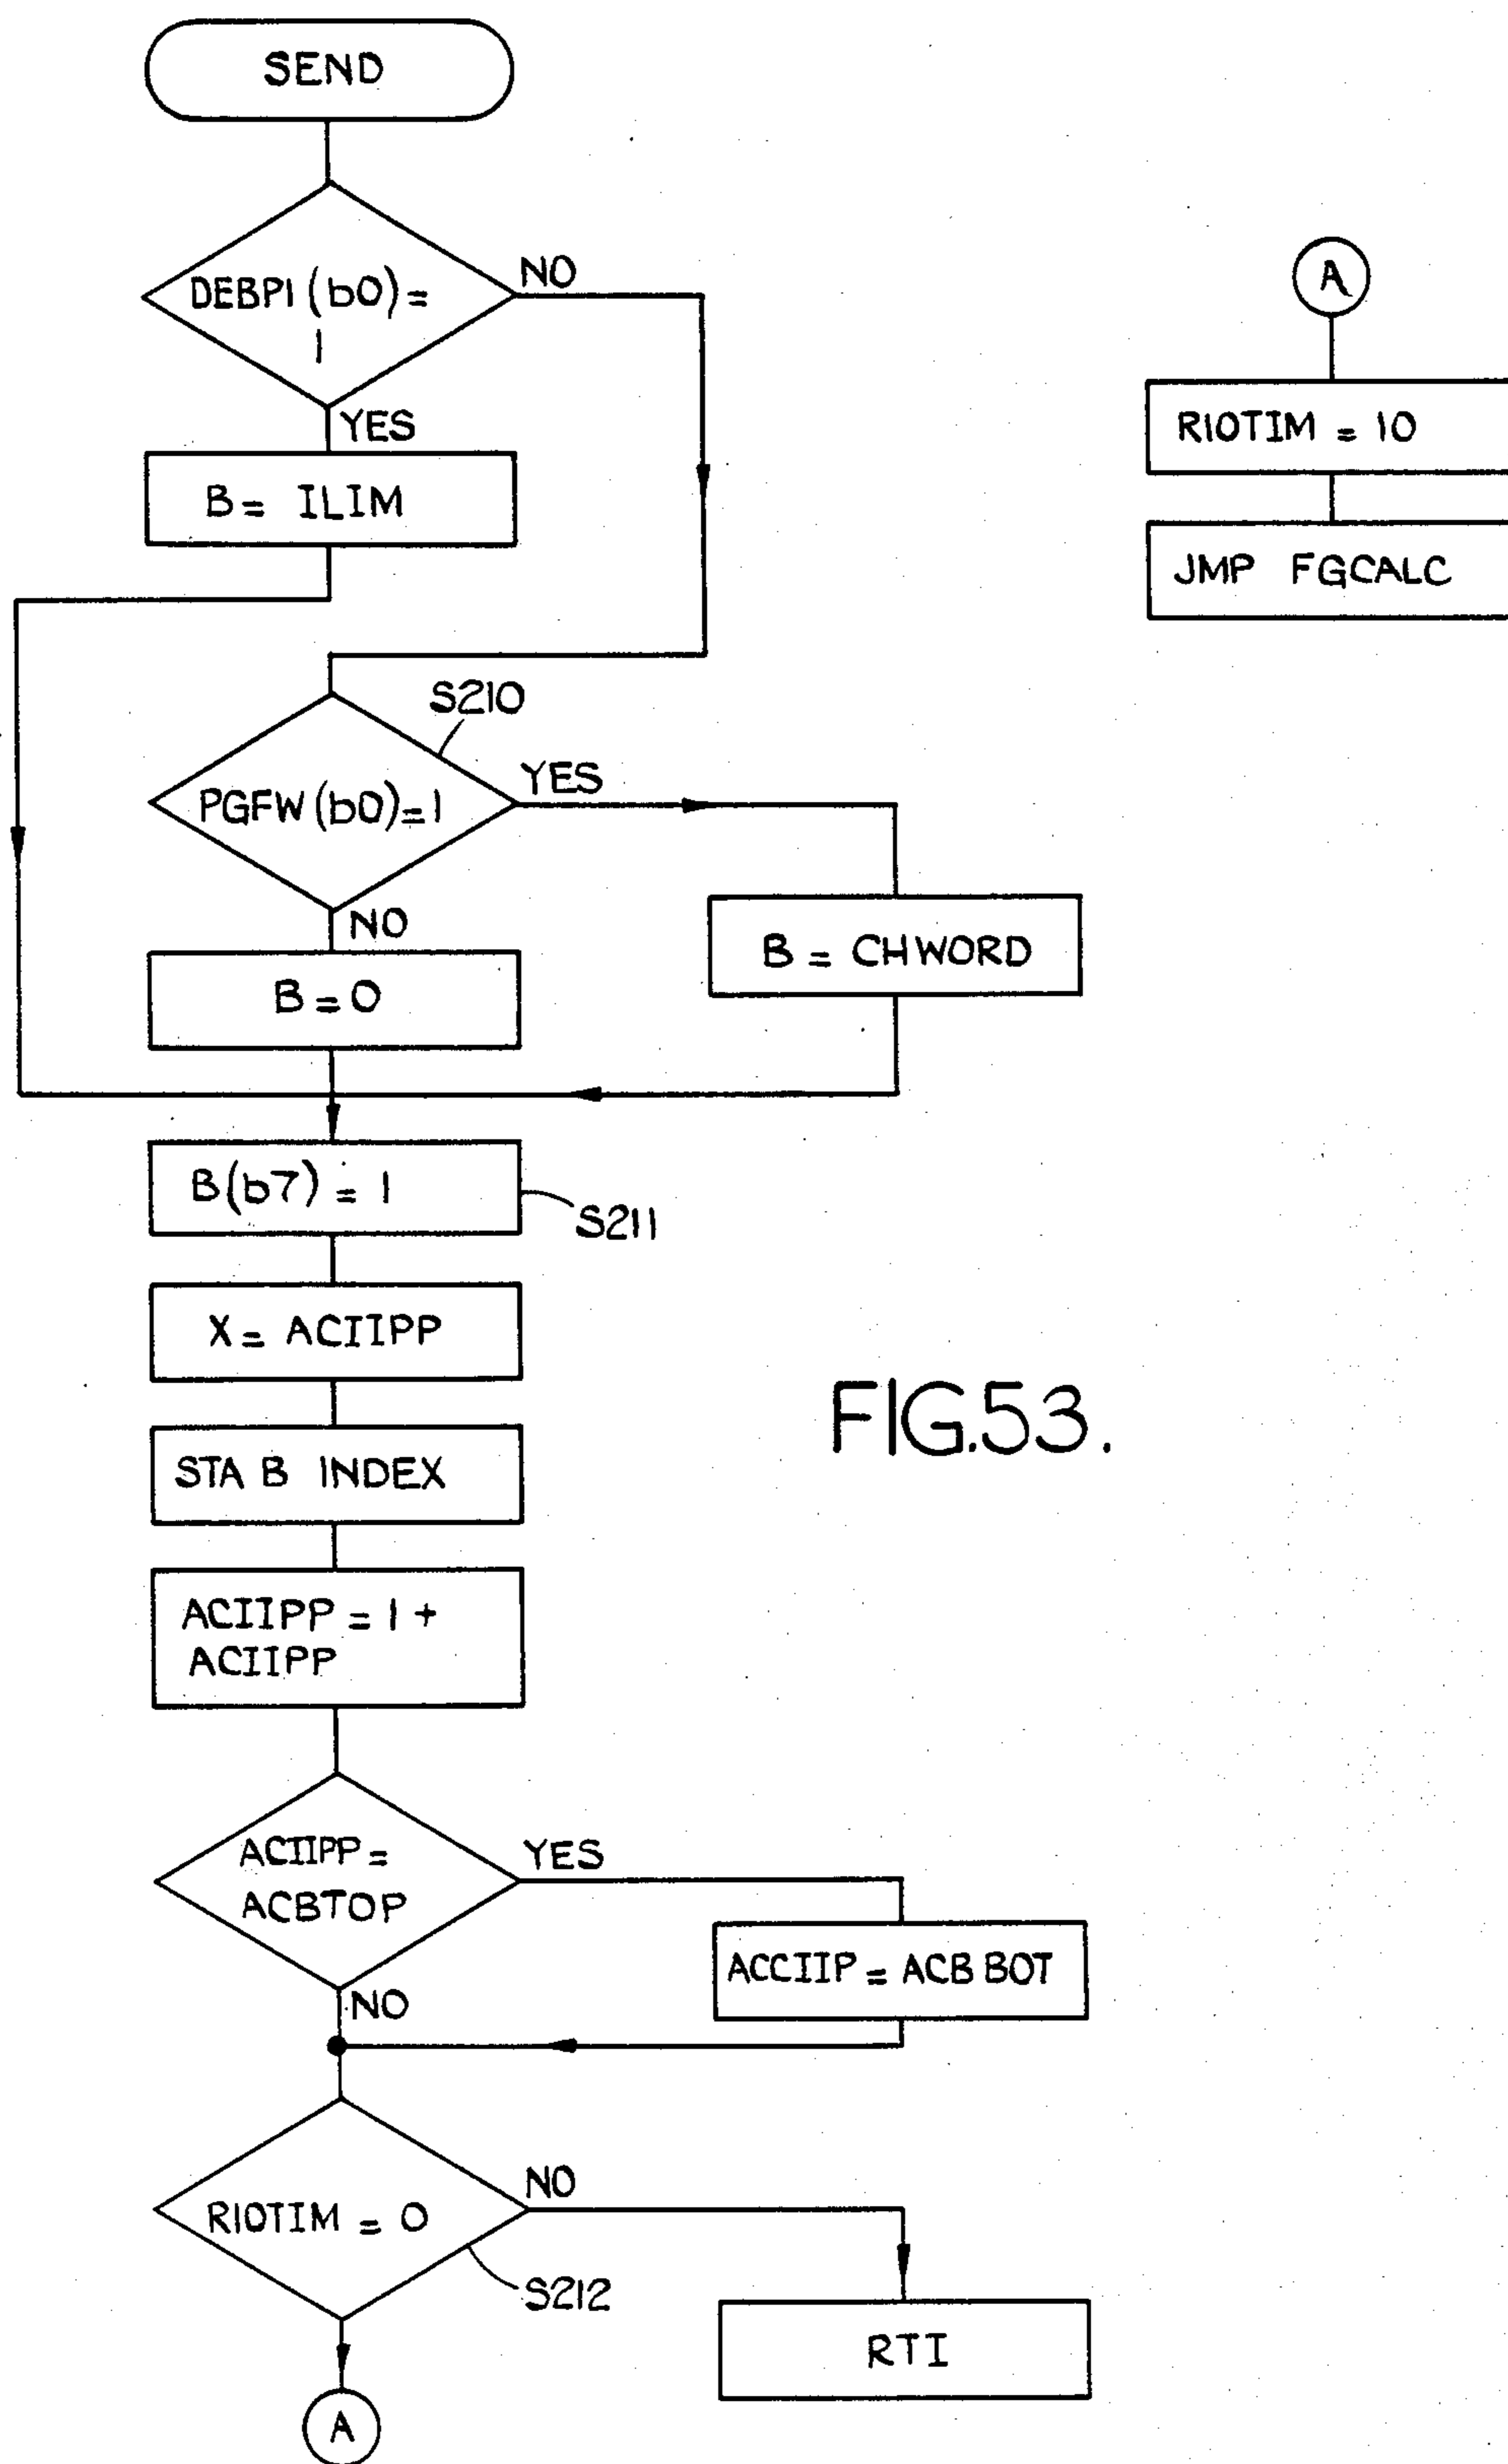 SEND
DEBPI (b0) =
1
NO
YES
B = ILIM
S210
PGFW (b0) = 1
YES
NO
B = CHWORD
B = 0
B (b7) = 1
S211
X = ACIIPP
STA B INDEX
ACIIPP = 1 +
ACIIPP
ACIIPP =
ACBTOP
YES
NO
ACCIIP = ACB BOT
RIOTIM = 0
NO
S212
RTI
A
A
RIOTIM = 10
JMP FGCALC
FIG.53.